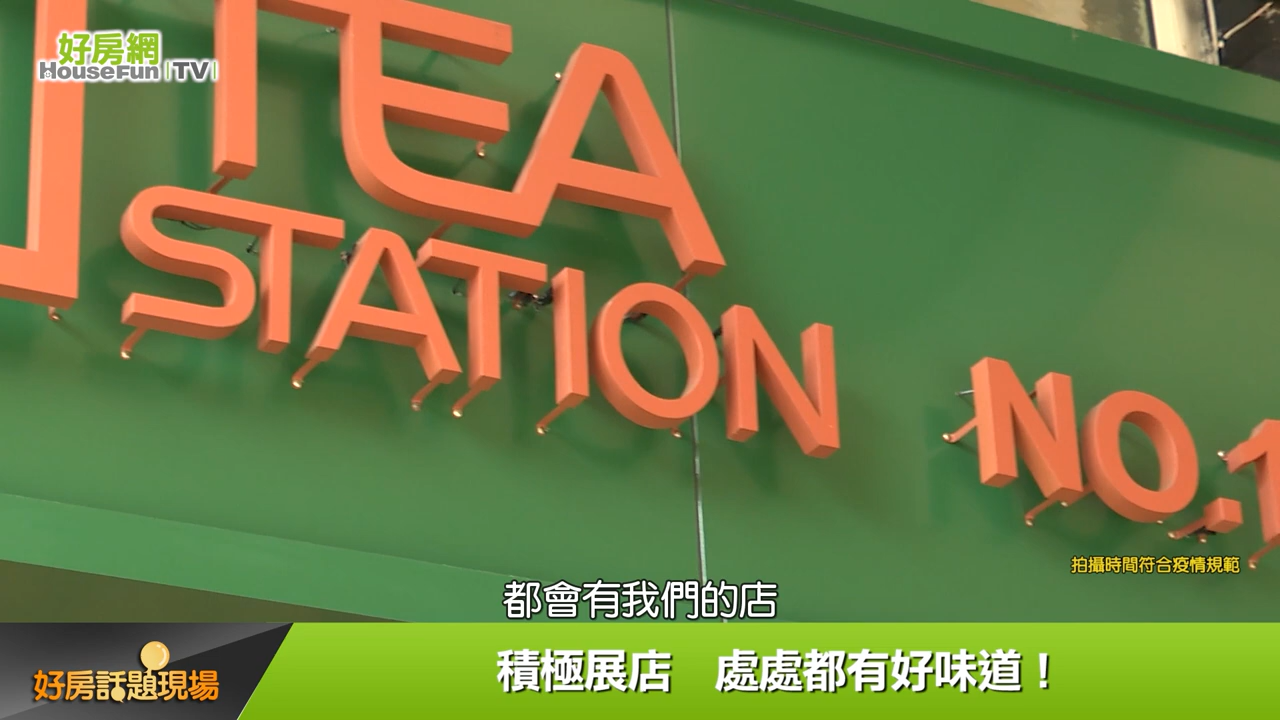 好房網
HouseFun TV
TEA
STATION
NO.1
拍攝時間符合疫情規範
都會有我們的店
積極展店 處處都有好味道！
好房話題現場